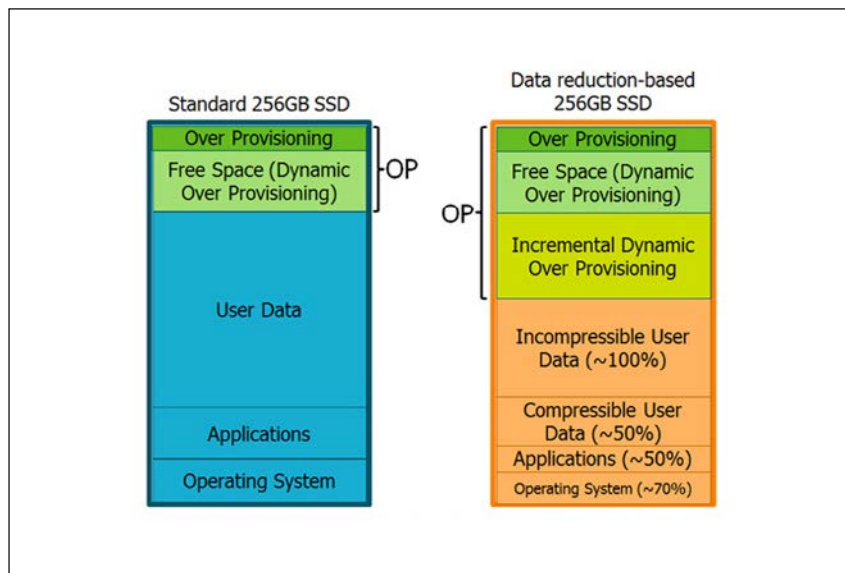 Standard 256GB SSD
Over Provisioning
Free Space (Dynamic
Over Provisioning)
OP
User Data
Applications
Operating System
Data reduction-based
256GB SSD
Over Provisioning
Free Space (Dynamic
Over Provisioning)
OP
Incremental Dynamic
Over Provisioning
Incompressible User
Data (~100%)
Compressible User
Data (~50%)
Applications (~50%)
Operating System (~70%)